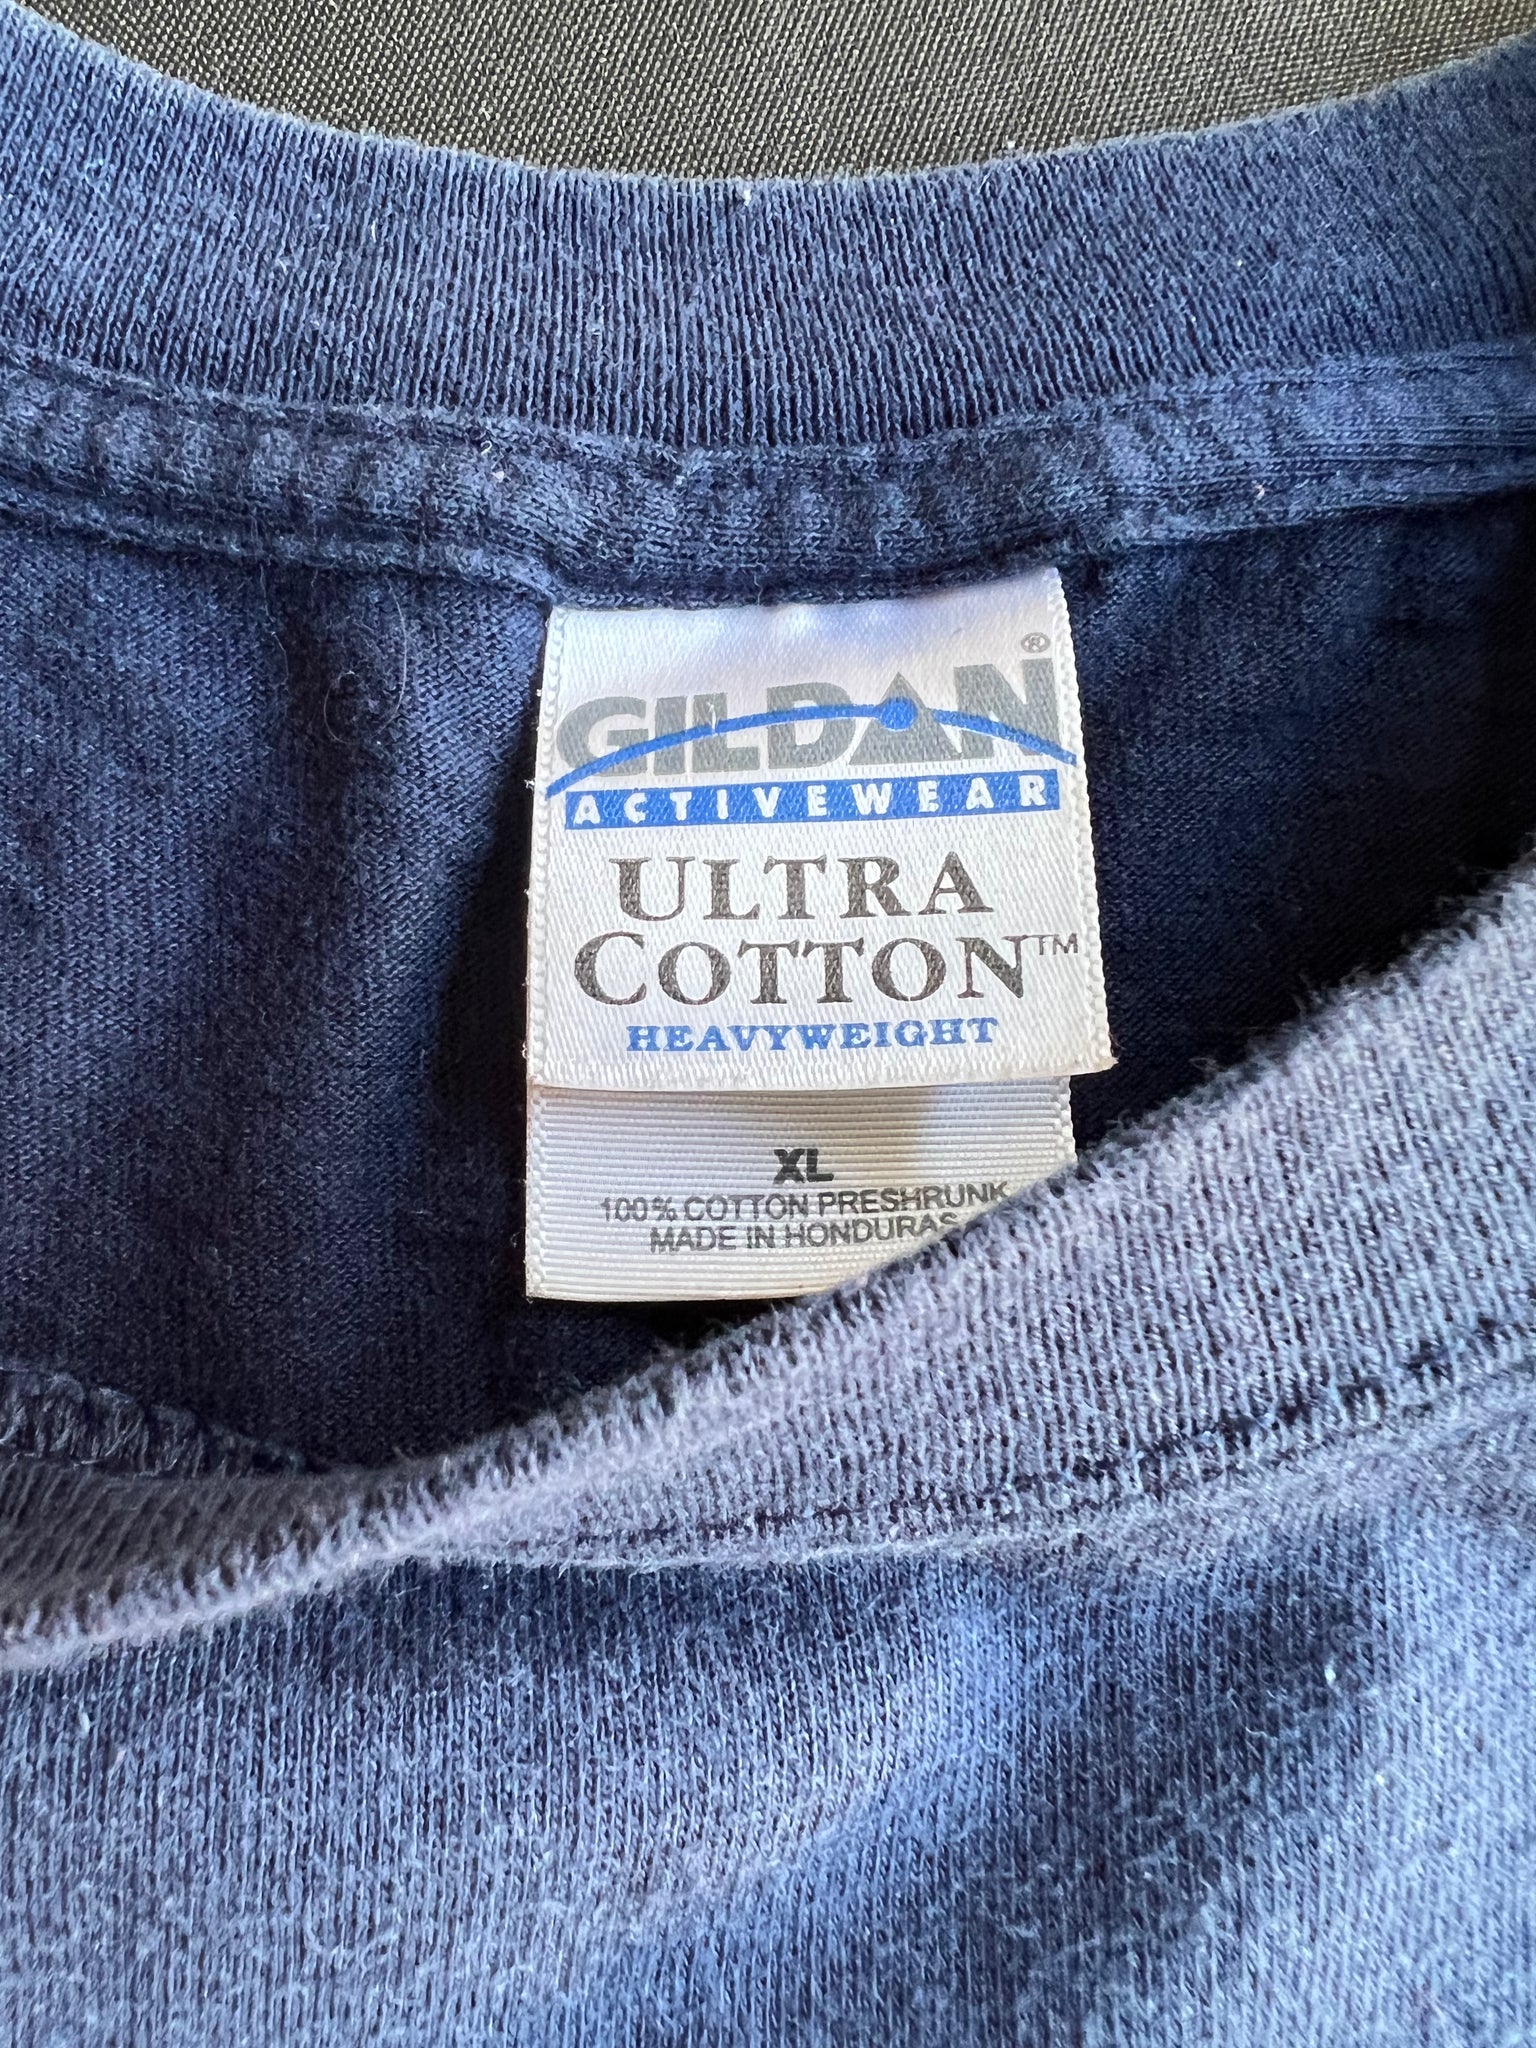 GILDAN®
ACTIVEWEAR
ULTRA
COTTON™
HEAVYWEIGHT
XL
100% COTTON PRESHRUNK
MADE IN HONDURAS